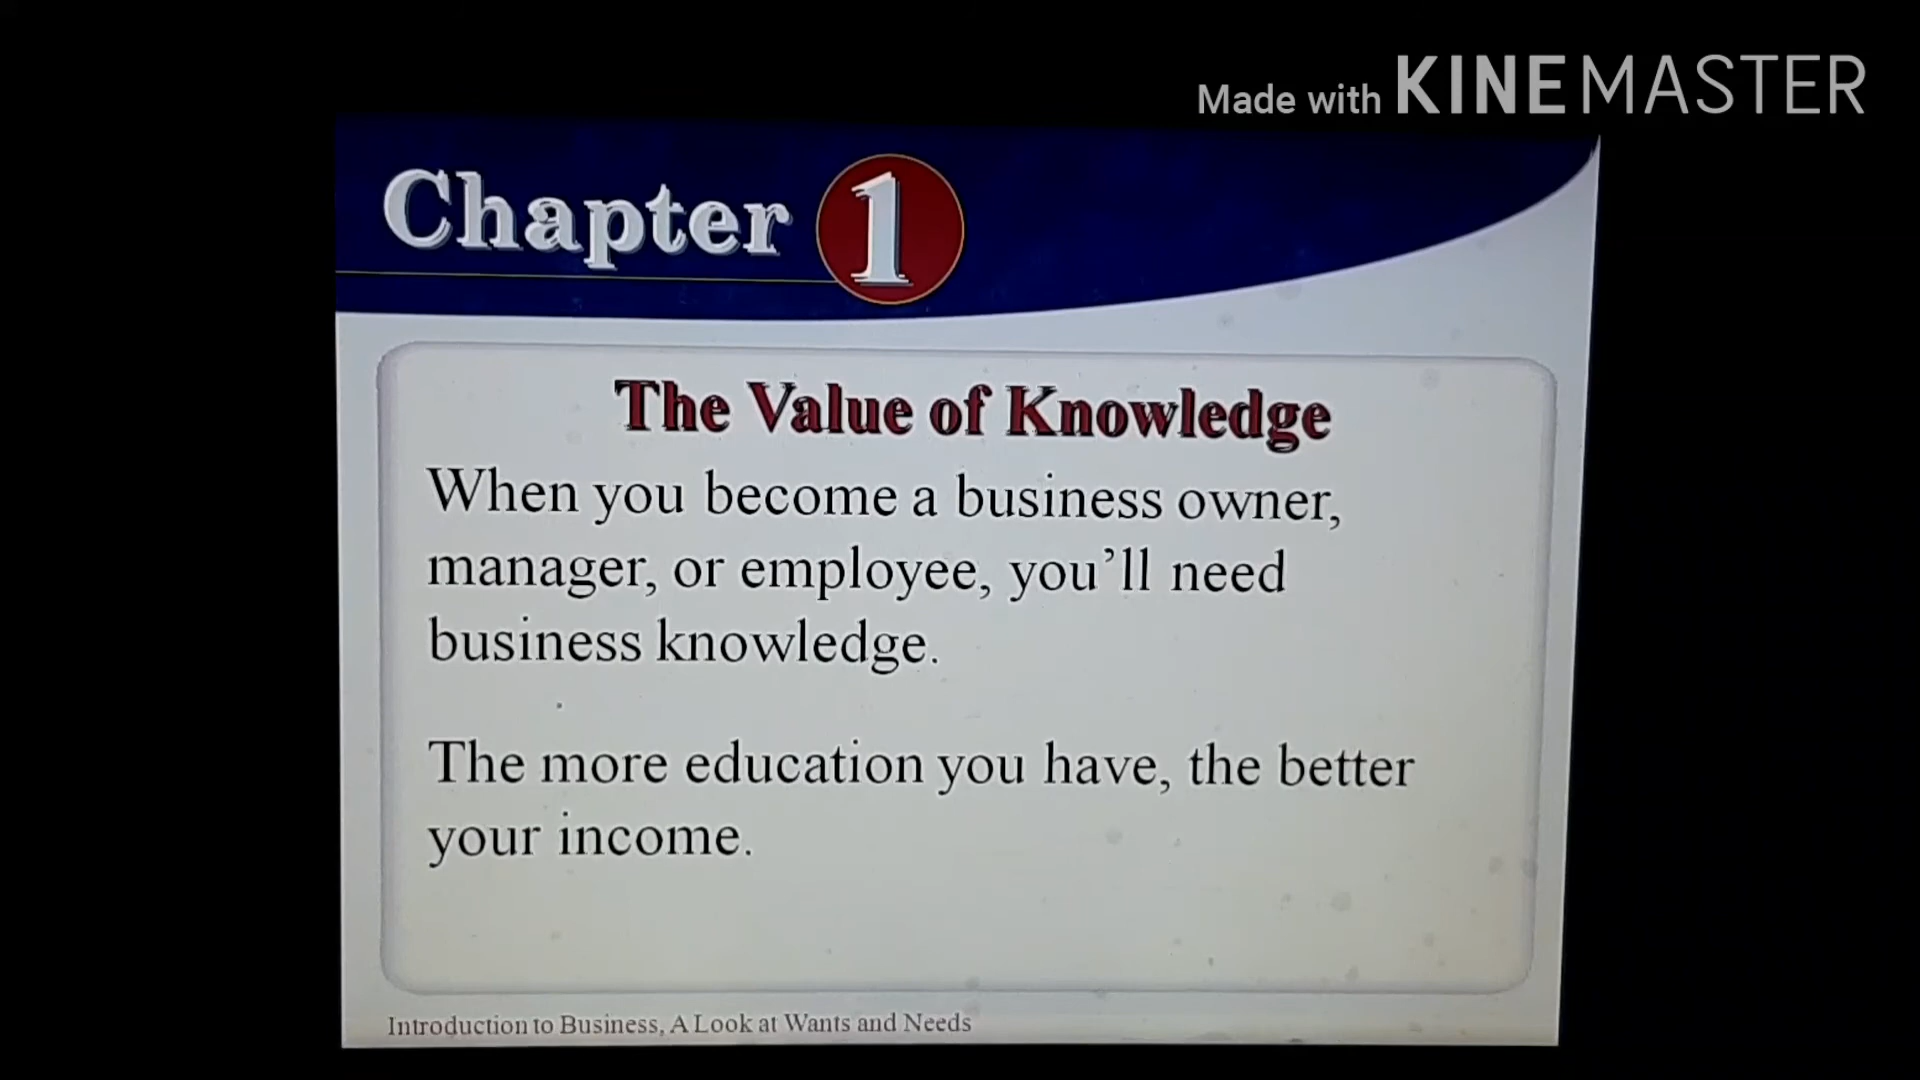 Made with KINEMASTER
Chapter 1
The Value of Knowledge
When you become a business owner,
manager, or employee, you’ll need
business knowledge.
The more education you have, the better
your income.
Introduction to Business, A Look at Wants and Needs